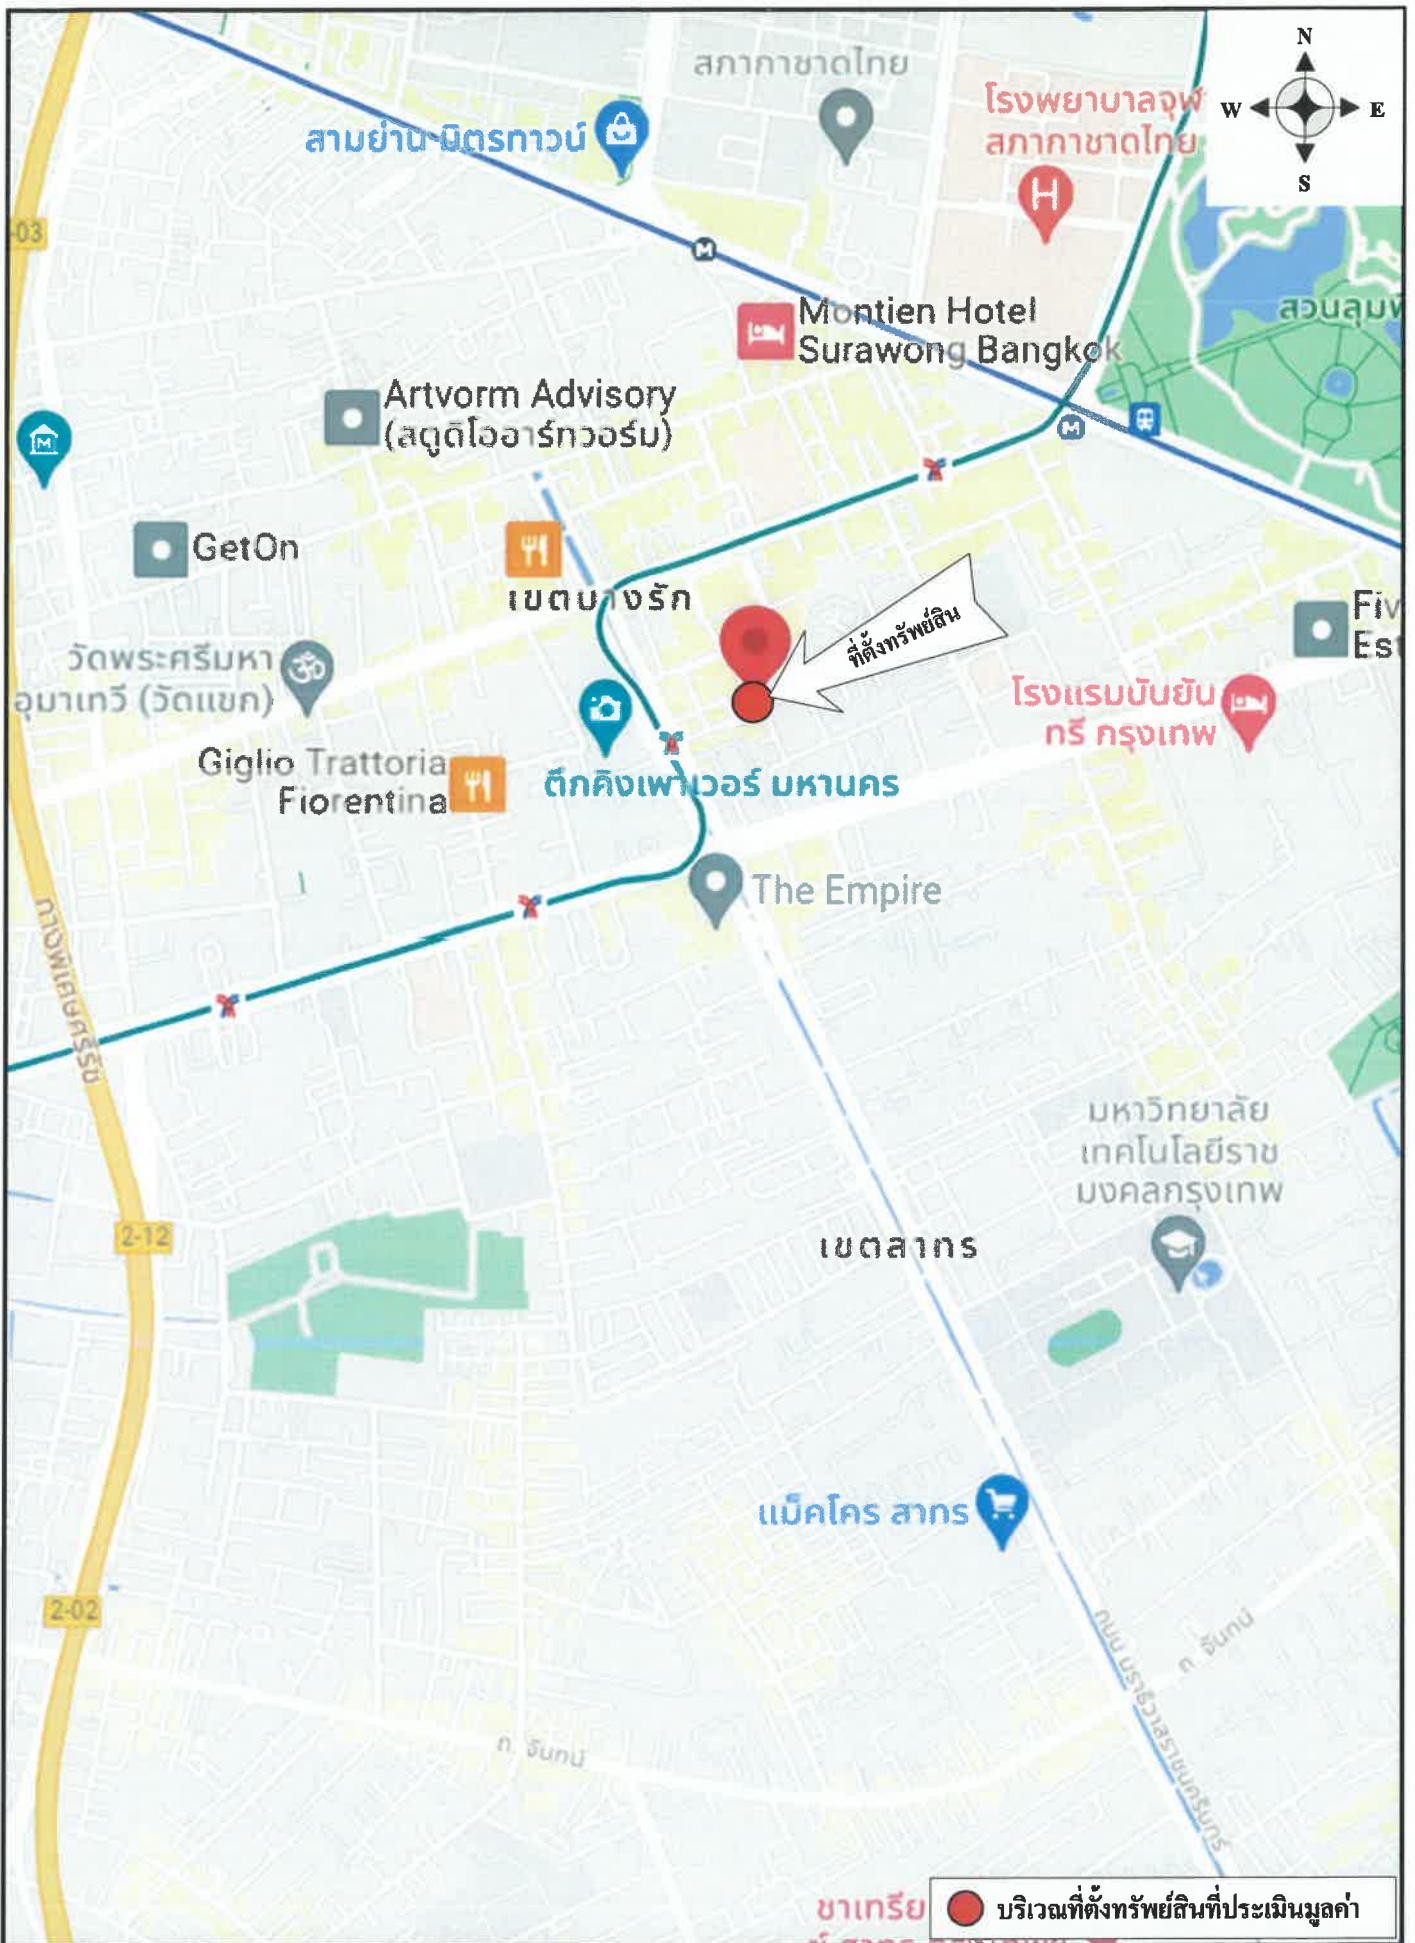 N
W
E
S
สภากาชาดไทย
โรงพยาบาลจุฬ
สภากาชาดไทย
สามย่านมิตรทาวน์
-03
M
H
Montien Hotel
Surawong Bangkok
สวนลุมพ
Artvorm Advisory
(สตูดิโออาร์ทวอร์ม)
M
M
GetOn
เขตบางรัก
ที่ตั้งทรัพย์สิน
Fiv
Est
วัดพระศรีมหา
อุมาเทวี (วัดแขก)
โรงแรมบันยัน
ทรี กรุงเทพ
Giglio Trattoria
Fiorentina
ตึกคิงเพาเวอร์ มหานคร
The Empire
ทางพิเศษศรีรัช
มหาวิทยาลัย
เทคโนโลยีราช
มงคลกรุงเทพ
2-12
เขตสาทร
แม็คโคร สาทร
2-02
ถนน นราธิวาสราชนครินทร์
ถ. จันทน์
ถ. จันทน์
ชาเทรีย
บริเวณที่ตั้งทรัพย์สินที่ประเมินมูลค่า